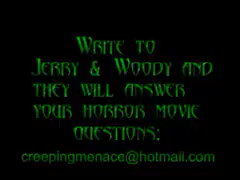 Write to
Jerry & Woody and
they will answer
your horror movie
questions:
creepingmenace@hotmail.com